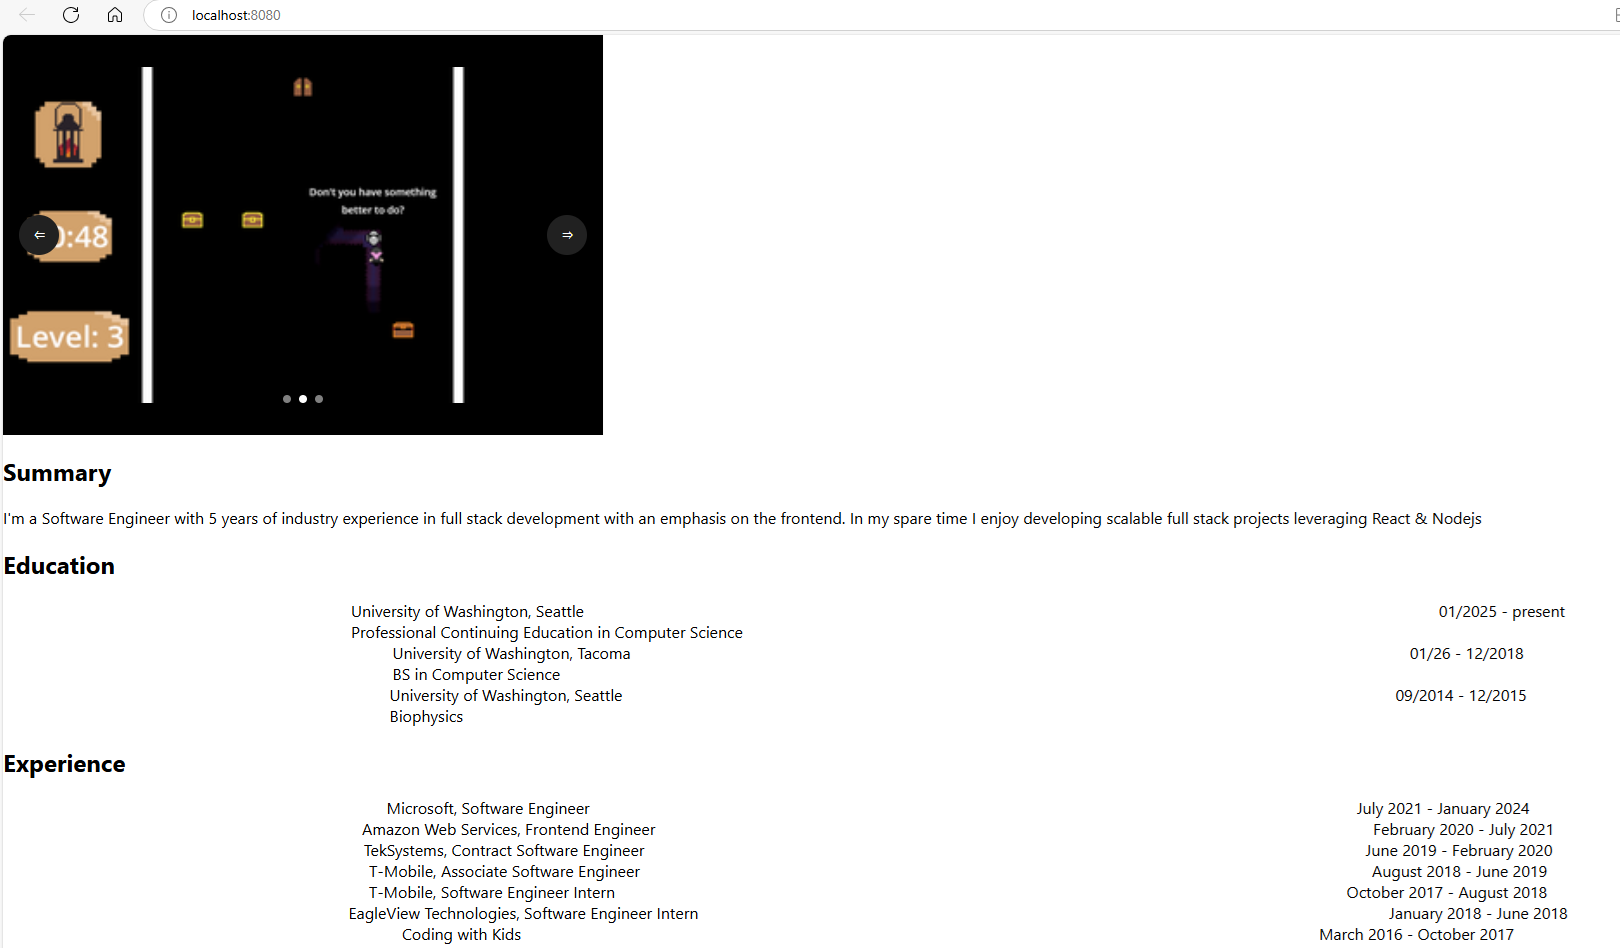 localhost:8080
Don't you have something
better to do?
:48
Level: 3
Summary
I'm a Software Engineer with 5 years of industry experience in full stack development with an emphasis on the frontend. In my spare time I enjoy developing scalable full stack projects leveraging React & Nodejs
Education
University of Washington, Seattle 01/2025 - present
Professional Continuing Education in Computer Science
University of Washington, Tacoma 01/26 - 12/2018
BS in Computer Science
University of Washington, Seattle 09/2014 - 12/2015
Biophysics
Experience
Microsoft, Software Engineer July 2021 - January 2024
Amazon Web Services, Frontend Engineer February 2020 - July 2021
TekSystems, Contract Software Engineer June 2019 - February 2020
T-Mobile, Associate Software Engineer August 2018 - June 2019
T-Mobile, Software Engineer Intern October 2017 - August 2018
EagleView Technologies, Software Engineer Intern January 2018 - June 2018
Coding with Kids March 2016 - October 2017